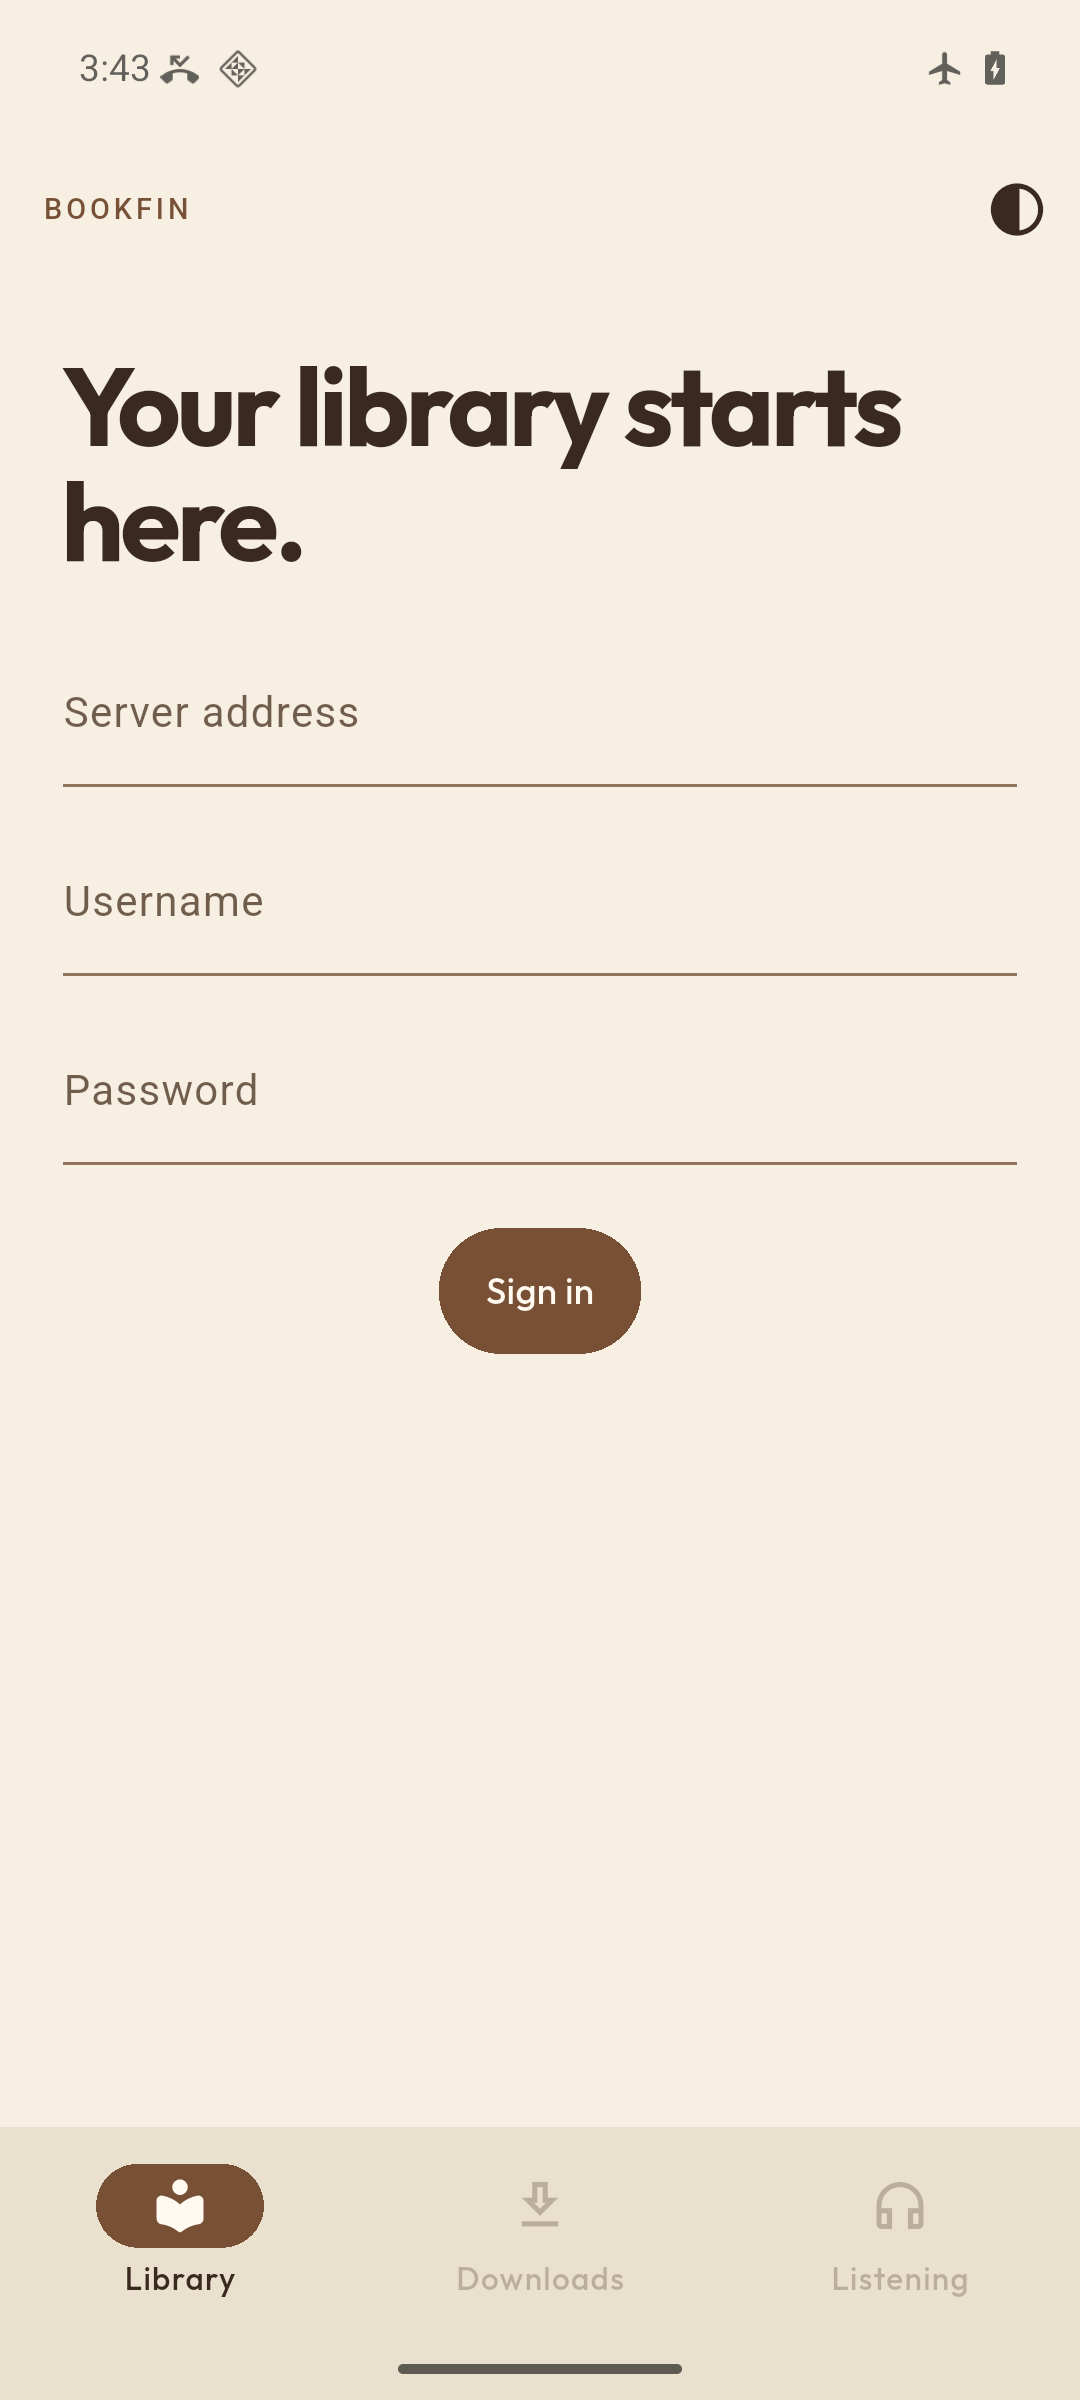 3:43
BOOKFIN
Your library starts
here.
Server address
Username
Password
Sign in
Library
Downloads
Listening